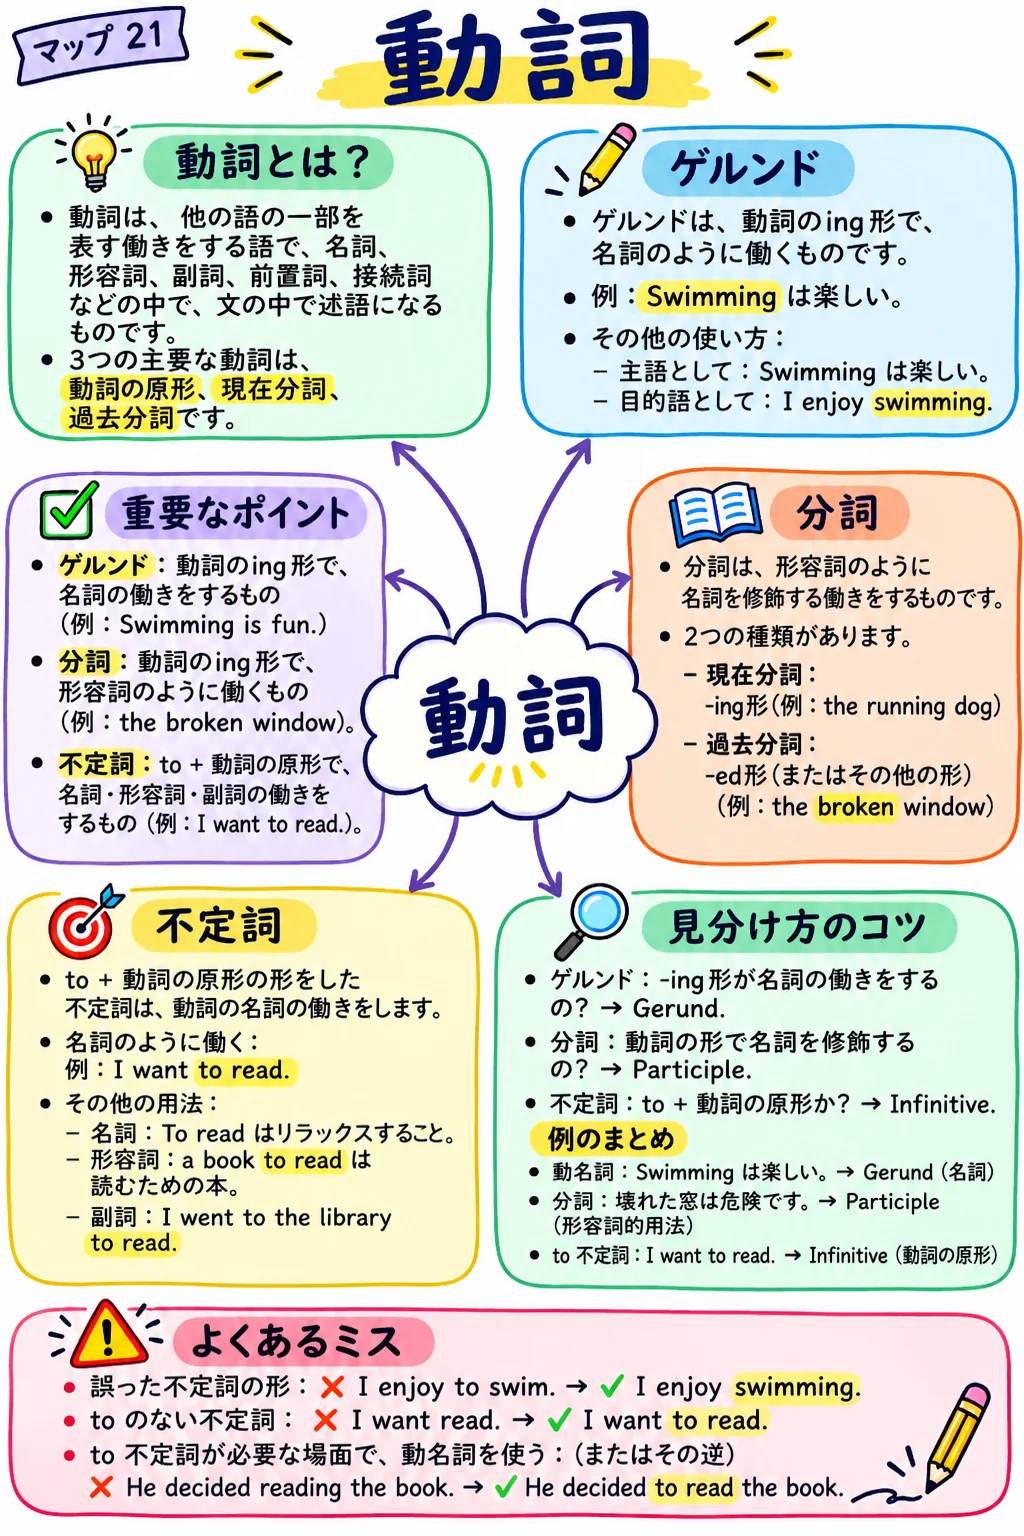 マップ 21
動詞
動詞とは？
• 動詞は、 他の語の一部を
表す働きをする語で、名詞、
形容詞、副詞、前置詞、接続詞
などの中で、文の中で述語になる
ものです。
• 3つの主要な動詞は、
動詞の原形、現在分詞、
過去分詞です。
ゲルンド
• ゲルンドは、動詞のing形で、
名詞のように働くものです。
• 例：Swimming は楽しい。
• その他の使い方：
– 主語として：Swimming は楽しい。
– 目的語として：I enjoy swimming.
重要なポイント
• ゲルンド：動詞のing形で、
名詞の働きをするもの
（例：Swimming is fun.）
• 分詞：動詞のing形で、
形容詞のように働くもの
（例：the broken window）。
• 不定詞：to + 動詞の原形で、
名詞・形容詞・副詞の働きを
するもの（例：I want to read.）。
分詞
• 分詞は、形容詞のように
名詞を修飾する働きをするものです。
• 2つの種類があります。
– 現在分詞：
-ing形（例：the running dog）
– 過去分詞：
-ed形（またはその他の形）
（例：the broken window）
動詞
不定詞
• to + 動詞の原形の形をした
不定詞は、動詞の名詞の働きをします。
• 名詞のように働く：
例：I want to read.
• その他の用法：
– 名詞：To read はリラックスすること。
– 形容詞：a book to read は
読むための本。
– 副詞：I went to the library
to read.
見分け方のコツ
• ゲルンド：-ing形が名詞の働きをする
の？ → Gerund.
• 分詞：動詞の形で名詞を修飾する
の？ → Participle.
• 不定詞：to + 動詞の原形か？ → Infinitive.
例のまとめ
• 動名詞：Swimming は楽しい。→ Gerund（名詞）
• 分詞：壊れた窓は危険です。→ Participle
（形容詞的用法）
• to 不定詞：I want to read. → Infinitive（動詞の原形）
よくあるミス
• 誤った不定詞の形：❌ I enjoy to swim. → ✓ I enjoy swimming.
• to のない不定詞：❌ I want read. → ✓ I want to read.
• to 不定詞が必要な場面で、動名詞を使う：（またはその逆）
❌ He decided reading the book. → ✓ He decided to read the book.